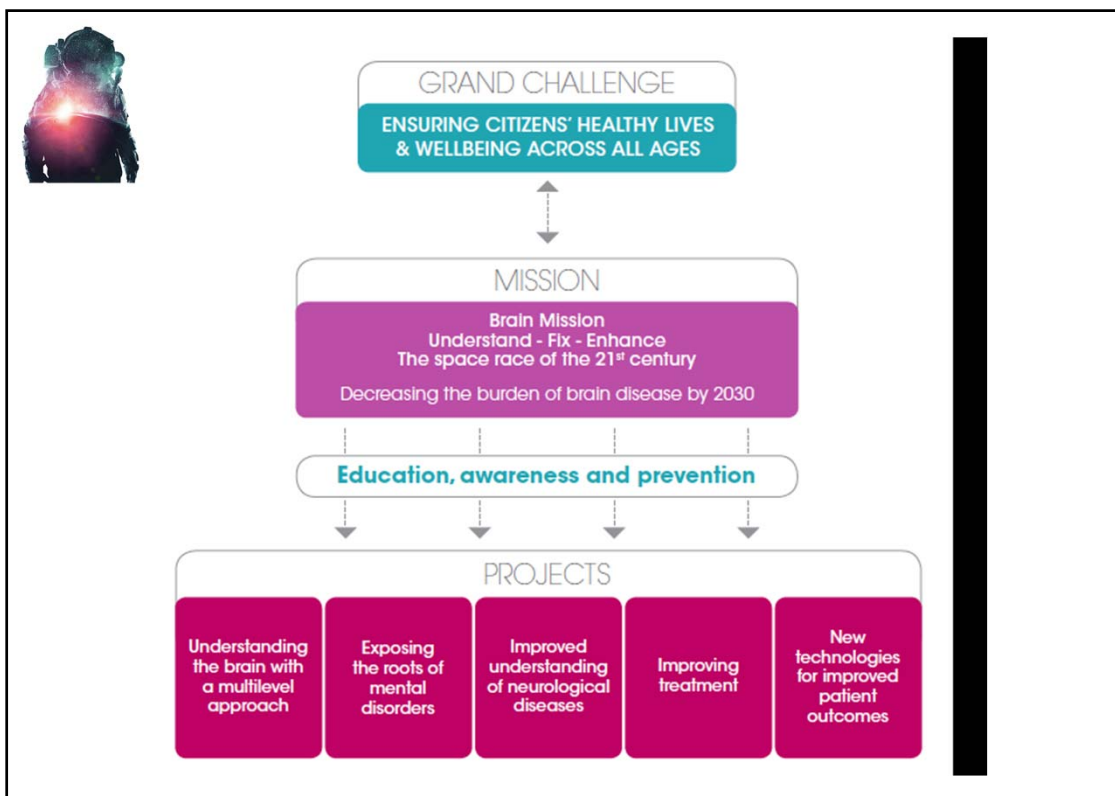 GRAND CHALLENGE
ENSURING CITIZENS' HEALTHY LIVES
& WELLBEING ACROSS ALL AGES
MISSION
Brain Mission
Understand - Fix - Enhance
The space race of the 21st century
Decreasing the burden of brain disease by 2030
Education, awareness and prevention
PROJECTS
Understanding
the brain with
a multilevel
approach
Exposing
the roots of
mental
disorders
Improved
understanding
of neurological
diseases
Improving
treatment
New
technologies
for improved
patient
outcomes